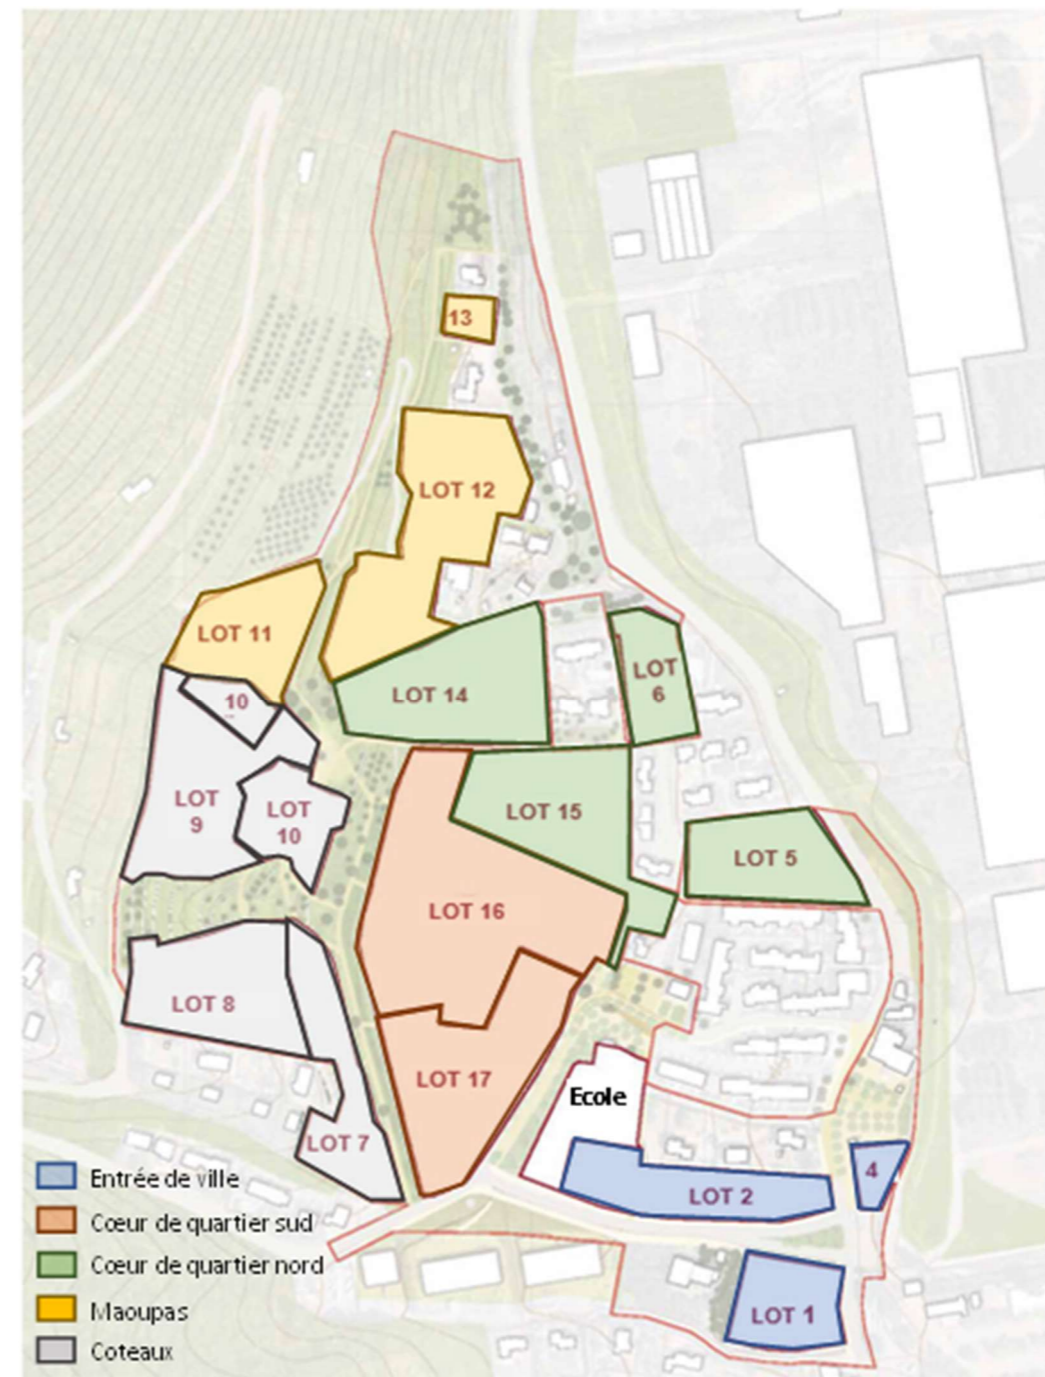 13
LOT 12
LOT 11
10
LOT
6
LOT 14
LOT
9
LOT
10
LOT 15
LOT 5
LOT 16
LOT 8
LOT 17
Ecole
LOT 7
4
LOT 2
LOT 1
Entrée de ville
Cœur de quartier sud
Cœur de quartier nord
Maoupas
Coteaux